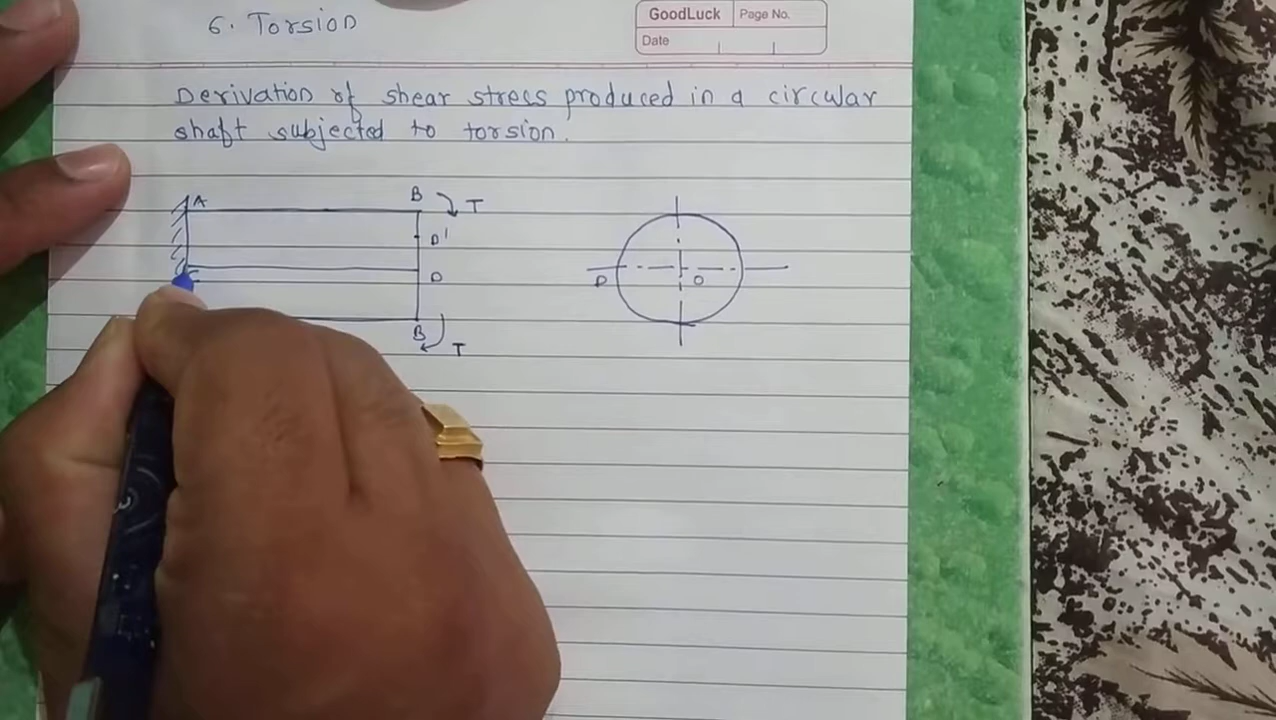 6. Torsion
GoodLuck Page No.
Date
Derivation of shear stress produced in a circular
shaft subjected to torsion.
A B T
D'
C D
B T
D O